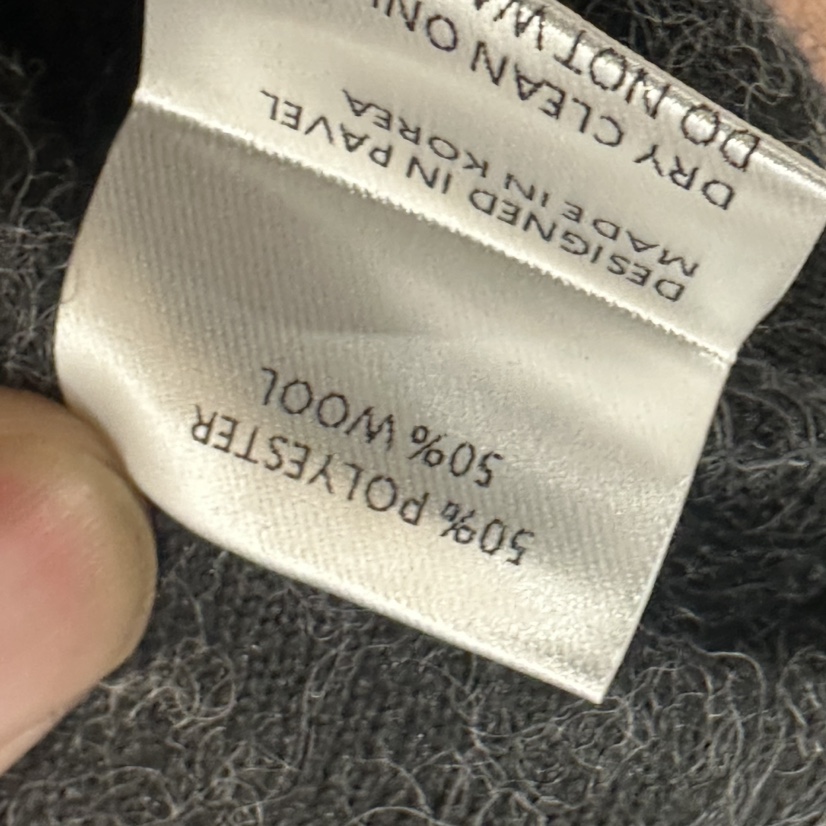 50% POLYESTER
50% WOOL
DESIGNED IN PAVEL
MADE IN KOREA
DRY CLEAN
DO NOT